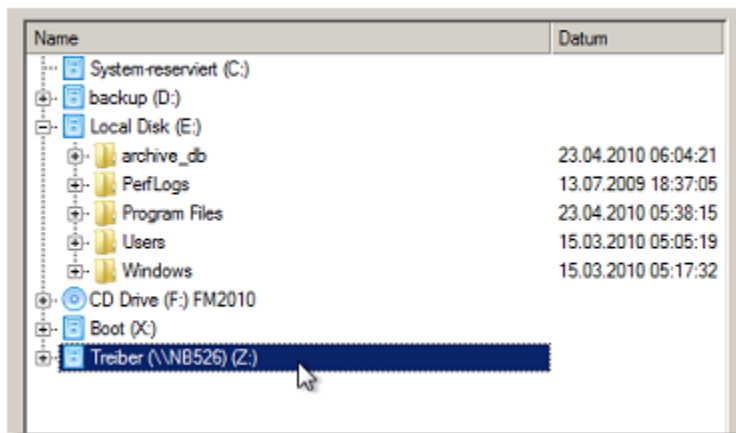 Name Datum
System-reserviert (C:)
backup (D:)
Local Disk (E:)
archive_db 23.04.2010 06:04:21
PerfLogs 13.07.2009 18:37:05
Program Files 23.04.2010 05:38:15
Users 15.03.2010 05:05:19
Windows 15.03.2010 05:17:32
CD Drive (F:) FM2010
Boot (X:)
Treiber (\\NB526) (Z:)